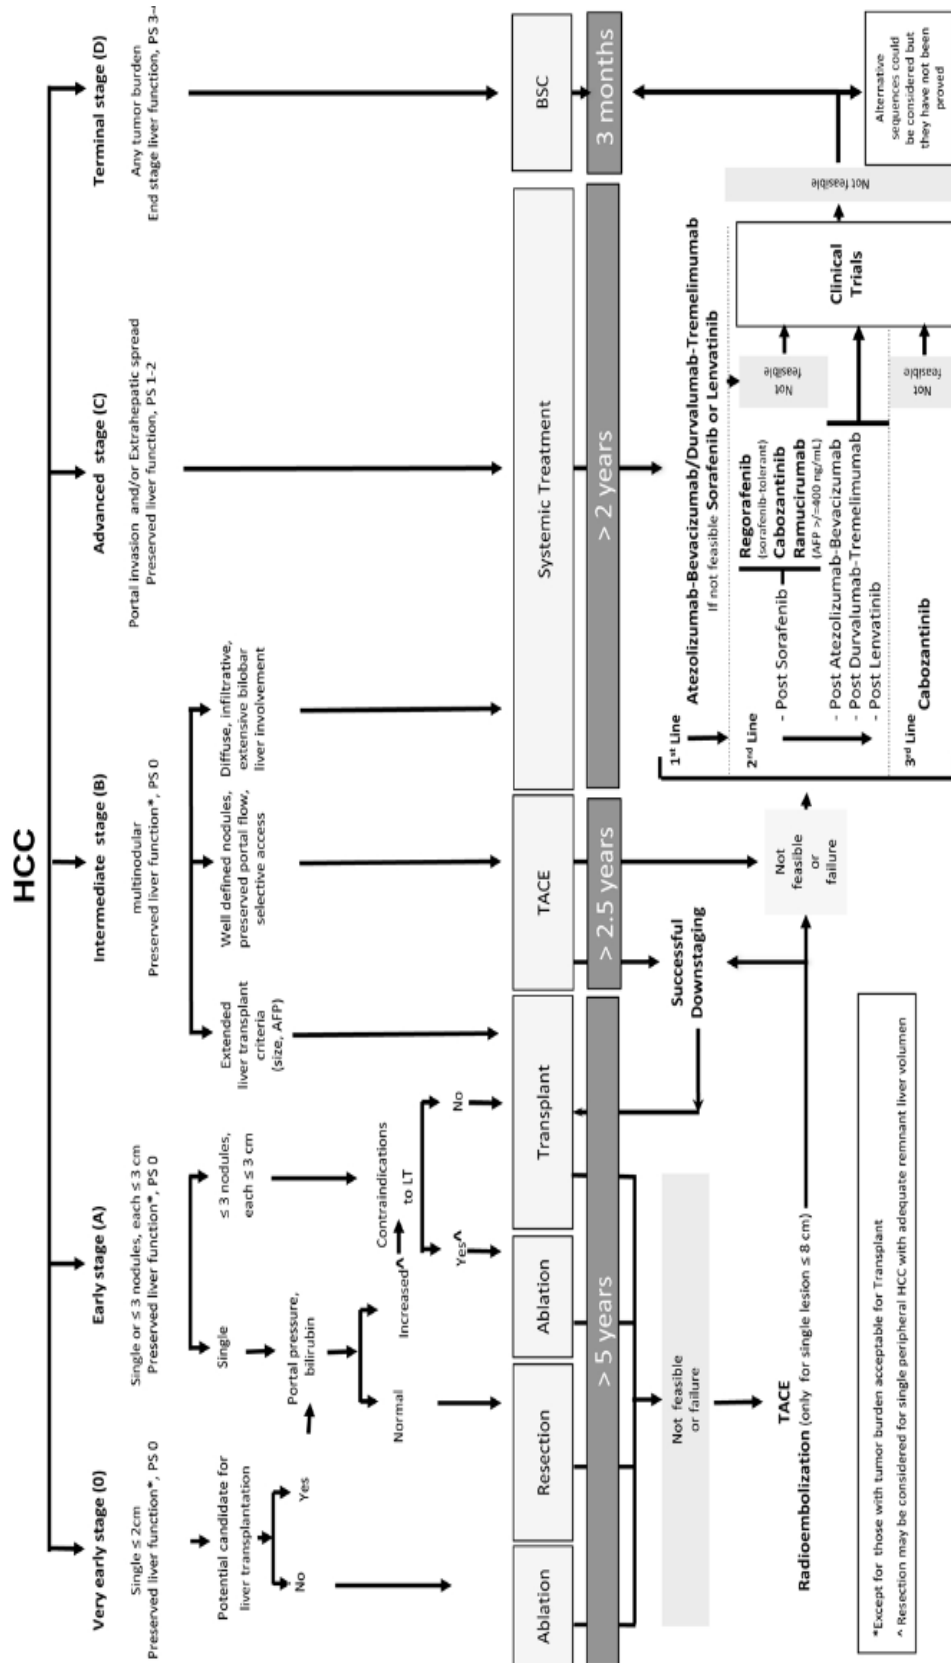 HCC
Very early stage (0)
Single ≤ 2cm
Preserved liver function*, PS 0
Early stage (A)
Single or ≤ 3 nodules, each ≤ 3 cm
Preserved liver function*, PS 0
Intermediate stage (B)
multinodular
Preserved liver function*, PS 0
Advanced stage (C)
Portal invasion and/or Extrahepatic spread
Preserved liver function, PS 1-2
Terminal stage (D)
Any tumor burden
End stage liver function, PS 3-
Potential candidate for
liver transplantation
No
Yes
Single
Portal pressure,
bilirubin
Normal
Increased^
≤ 3 nodules,
each ≤ 3 cm
Contraindications
to LT
Yes^
No
Extended
liver transplant
criteria
(size, AFP)
Well defined nodes,
preserved portal flow,
selective access
Diffuse, infiltrative,
extensive bilobar
liver involvement
Ablation
Resection
Ablation
Transplant
TACE
Systemic Treatment
BSC
> 5 years
> 2.5 years
> 2 years
3 months
Not feasible
or failure
TACE
Radioembolization (only for single lesion ≤ 8 cm)
Successful
Downstaging
Not
feasible
or
failure
1st Line
Atezolizumab-Bevacizumab/Durvalumab-Tremelimumab
If not feasible Sorafenib or Lenvatinib
2nd Line
- Post Sorafenib
Regorafenib
(sorafenib-tolerant)
Cabozantinib
Ramucirumab
(AFP >/=400 ng/mL)
- Post Atezolizumab-Bevacizumab
- Post Durvalumab-Tremelimumab
- Post Lenvatinib
3rd Line
Cabozantinib
Not
feasible
Not
feasible
Clinical
Trials
Not feasible
Alternative
sequences could
be considered but
they have not been
proved
*Except for those with tumor burden acceptable for Transplant
^ Resection may be considered for single peripheral HCC with adequate remnant liver volumen